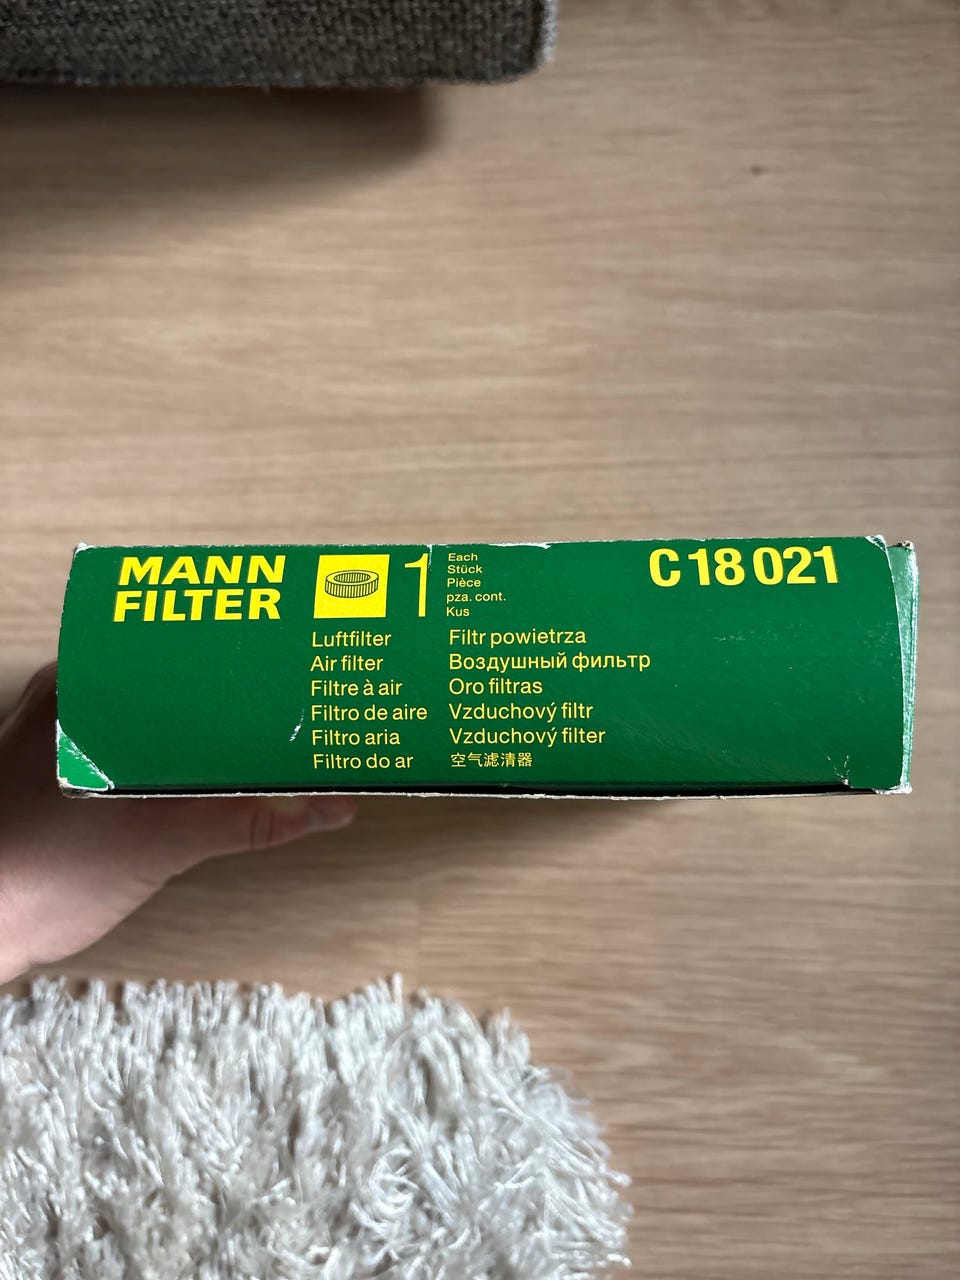 MANN
FILTER
1
Each
Stück
Pièce
pza. cont.
Kus
C 18 021
Luftfilter
Air filter
Filtre à air
Filtro de aire
Filtro aria
Filtro do ar
Filtr powietrza
Воздушный фильтр
Oro filtras
Vzduchový filtr
Vzduchový filter
空气滤清器